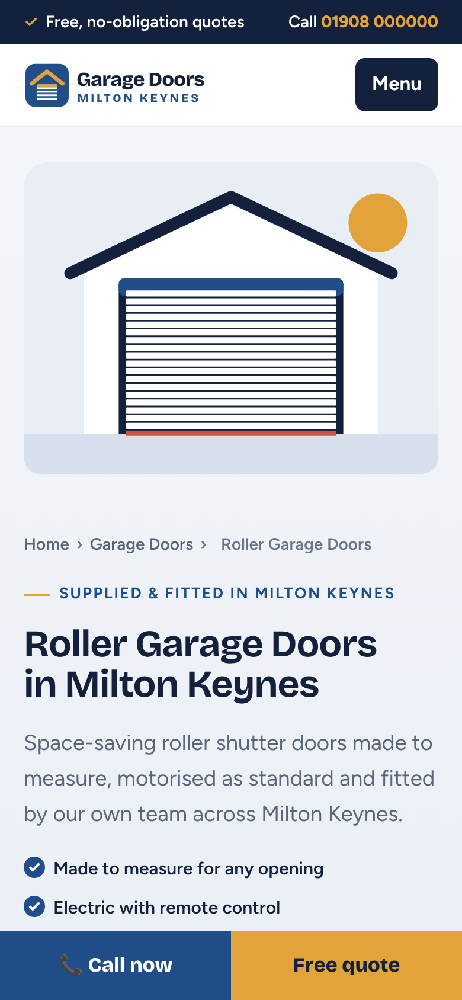 Free, no-obligation quotes
Call 01908 000000
Garage Doors
MILTON KEYNES
Menu
Home › Garage Doors › Roller Garage Doors
SUPPLIED & FITTED IN MILTON KEYNES
Roller Garage Doors
in Milton Keynes
Space-saving roller shutter doors made to
measure, motorised as standard and fitted
by our own team across Milton Keynes.
Made to measure for any opening
Electric with remote control
Call now
Free quote